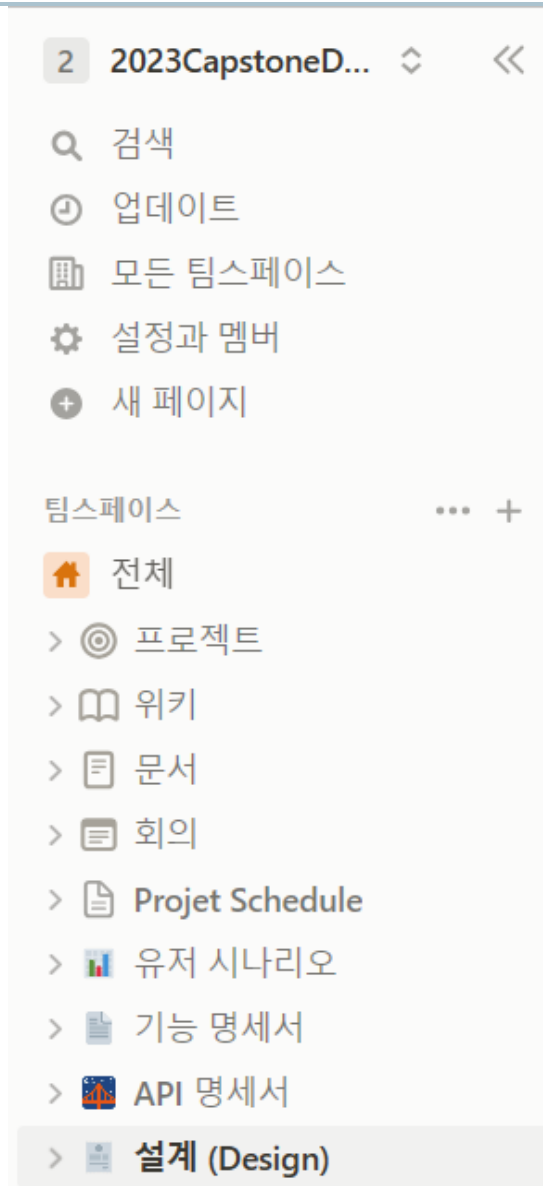 2 2023CapstoneD...
검색
업데이트
모든 팀스페이스
설정과 멤버
새 페이지
팀스페이스
전체
프로젝트
위키
문서
회의
Projet Schedule
유저 시나리오
기능 명세서
API 명세서
설계 (Design)